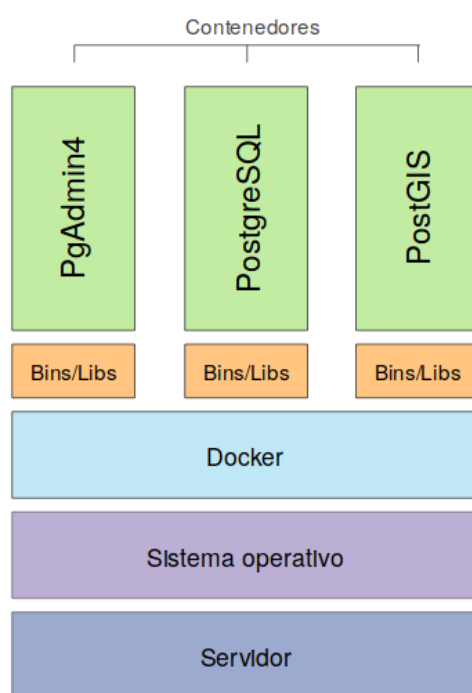 Contenedores
PgAdmin4
PostgreSQL
PostGIS
Bins/Libs
Bins/Libs
Bins/Libs
Docker
Sistema operativo
Servidor